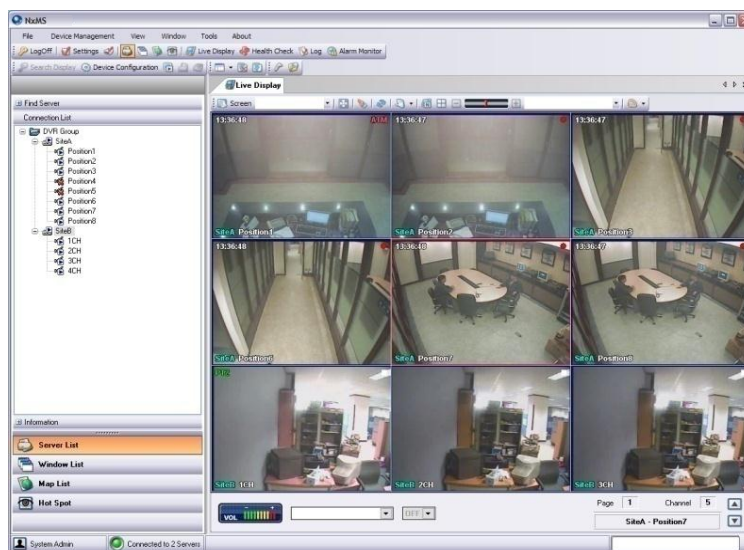 NxMS
File Device Management View Window Tools About
LogOff Settings Live Display Health Check Log Alarm Monitor
Search Display Device Configuration
Live Display
Find Server
Screen
Connection List
DVR Group
SiteA
Position1
Position2
Position3
Position4
Position5
Position6
Position7
Position8
SiteB
1CH
2CH
3CH
4CH
13:36:48
13:36:47
13:36:47
SiteA Position1
SiteA Position2
SiteA Position3
13:36:48
13:36:48
13:36:47
SiteA Position6
SiteA Position7
SiteA Position8
SiteB 1CH
SiteB 2CH
SiteB 3CH
Information
Server List
Window List
Map List
Hot Spot
VOL
OFF
Page 1 Channel 5
SiteA - Position7
System Admin Connected to 2 Servers